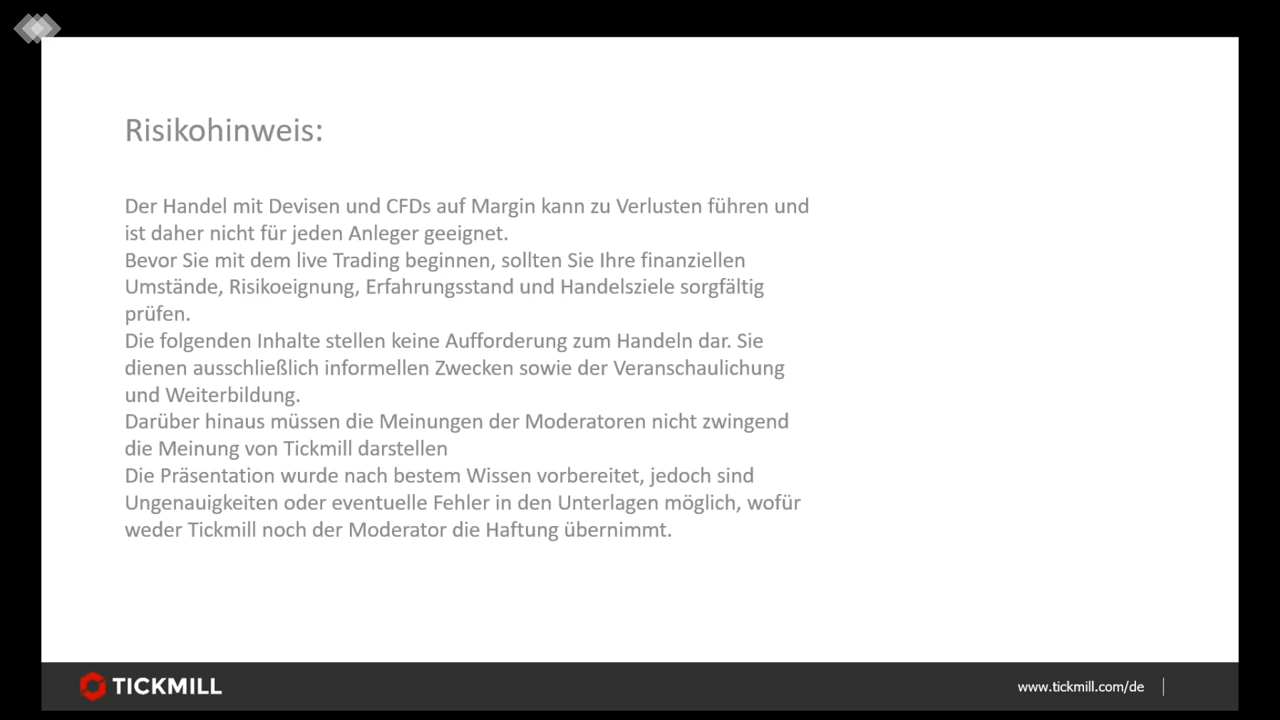 Risikohinweis:
Der Handel mit Devisen und CFDs auf Margin kann zu Verlusten führen und
ist daher nicht für jeden Anleger geeignet.
Bevor Sie mit dem live Trading beginnen, sollten Sie Ihre finanziellen
Umstände, Risikoeignung, Erfahrungsstand und Handelsziele sorgfältig
prüfen.
Die folgenden Inhalte stellen keine Aufforderung zum Handeln dar. Sie
dienen ausschließlich informellen Zwecken sowie der Veranschaulichung
und Weiterbildung.
Darüber hinaus müssen die Meinungen der Moderatoren nicht zwingend
die Meinung von Tickmill darstellen
Die Präsentation wurde nach bestem Wissen vorbereitet, jedoch sind
Ungenauigkeiten oder eventuelle Fehler in den Unterlagen möglich, wofür
weder Tickmill noch der Moderator die Haftung übernimmt.
TICKMILL
www.tickmill.com/de